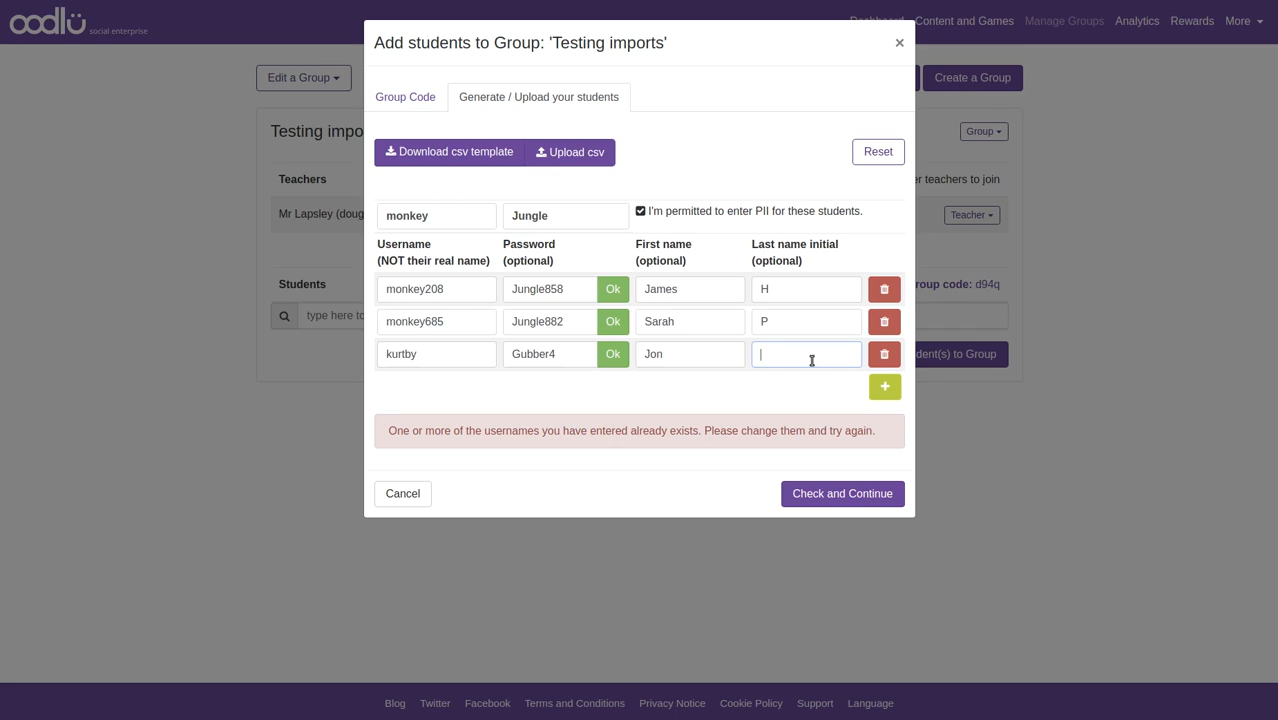 oodlü social enterprise
Dashboard Content and Games Manage Groups Analytics Rewards More
Add students to Group: 'Testing imports' ×
Edit a Group
Create a Group
Group Code Generate / Upload your students
Testing impo
Group
Download csv template Upload csv Reset
Teachers
er teachers to join
Mr Lapsley (doug
Teacher
monkey Jungle I'm permitted to enter PII for these students.
Username Password First name Last name initial
(NOT their real name) (optional) (optional) (optional)
Students
roup code: d94q
monkey208 Jungle858 Ok James H
type here to
monkey685 Jungle882 Ok Sarah P
kurtby Gubber4 Ok Jon
dent(s) to Group
+
One or more of the usernames you have entered already exists. Please change them and try again.
Cancel Check and Continue
Blog Twitter Facebook Terms and Conditions Privacy Notice Cookie Policy Support Language